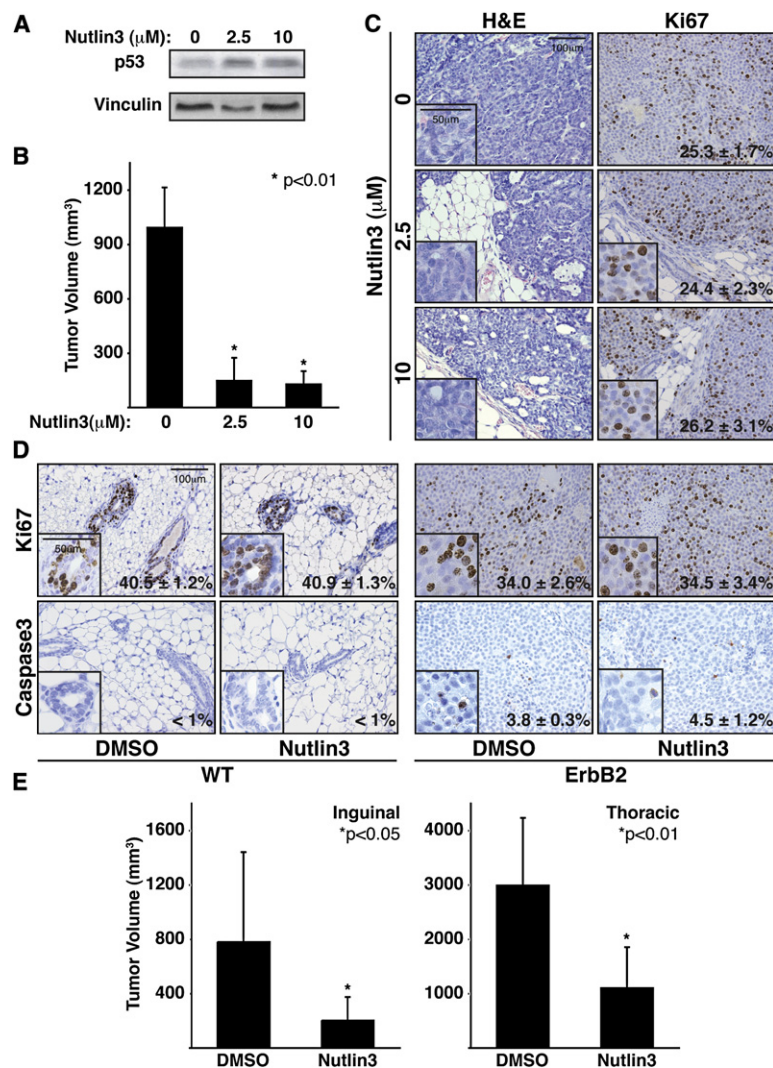 A
Nutlin3 (μM): 0 2.5 10
p53
Vinculin
B
* p<0.01
Tumor Volume (mm³)
1200
900
600
300
*
*
Nutlin3(μM): 0 2.5 10
C
H&E Ki67
Nutlin3 (μM)
0
100μm
50μm
25.3 ± 1.7%
2.5
24.4 ± 2.3%
10
26.2 ± 3.1%
D
Ki67
100μm
50μm
40.5 ± 1.2%
40.9 ± 1.3%
34.0 ± 2.6%
34.5 ± 3.4%
Caspase3
< 1%
< 1%
3.8 ± 0.3%
4.5 ± 1.2%
DMSO Nutlin3 DMSO Nutlin3
WT ErbB2
E
Tumor Volume (mm³)
Inguinal
*p<0.05
1600
1200
800
400
*
DMSO Nutlin3
Thoracic
*p<0.01
4000
3000
2000
1000
*
DMSO Nutlin3